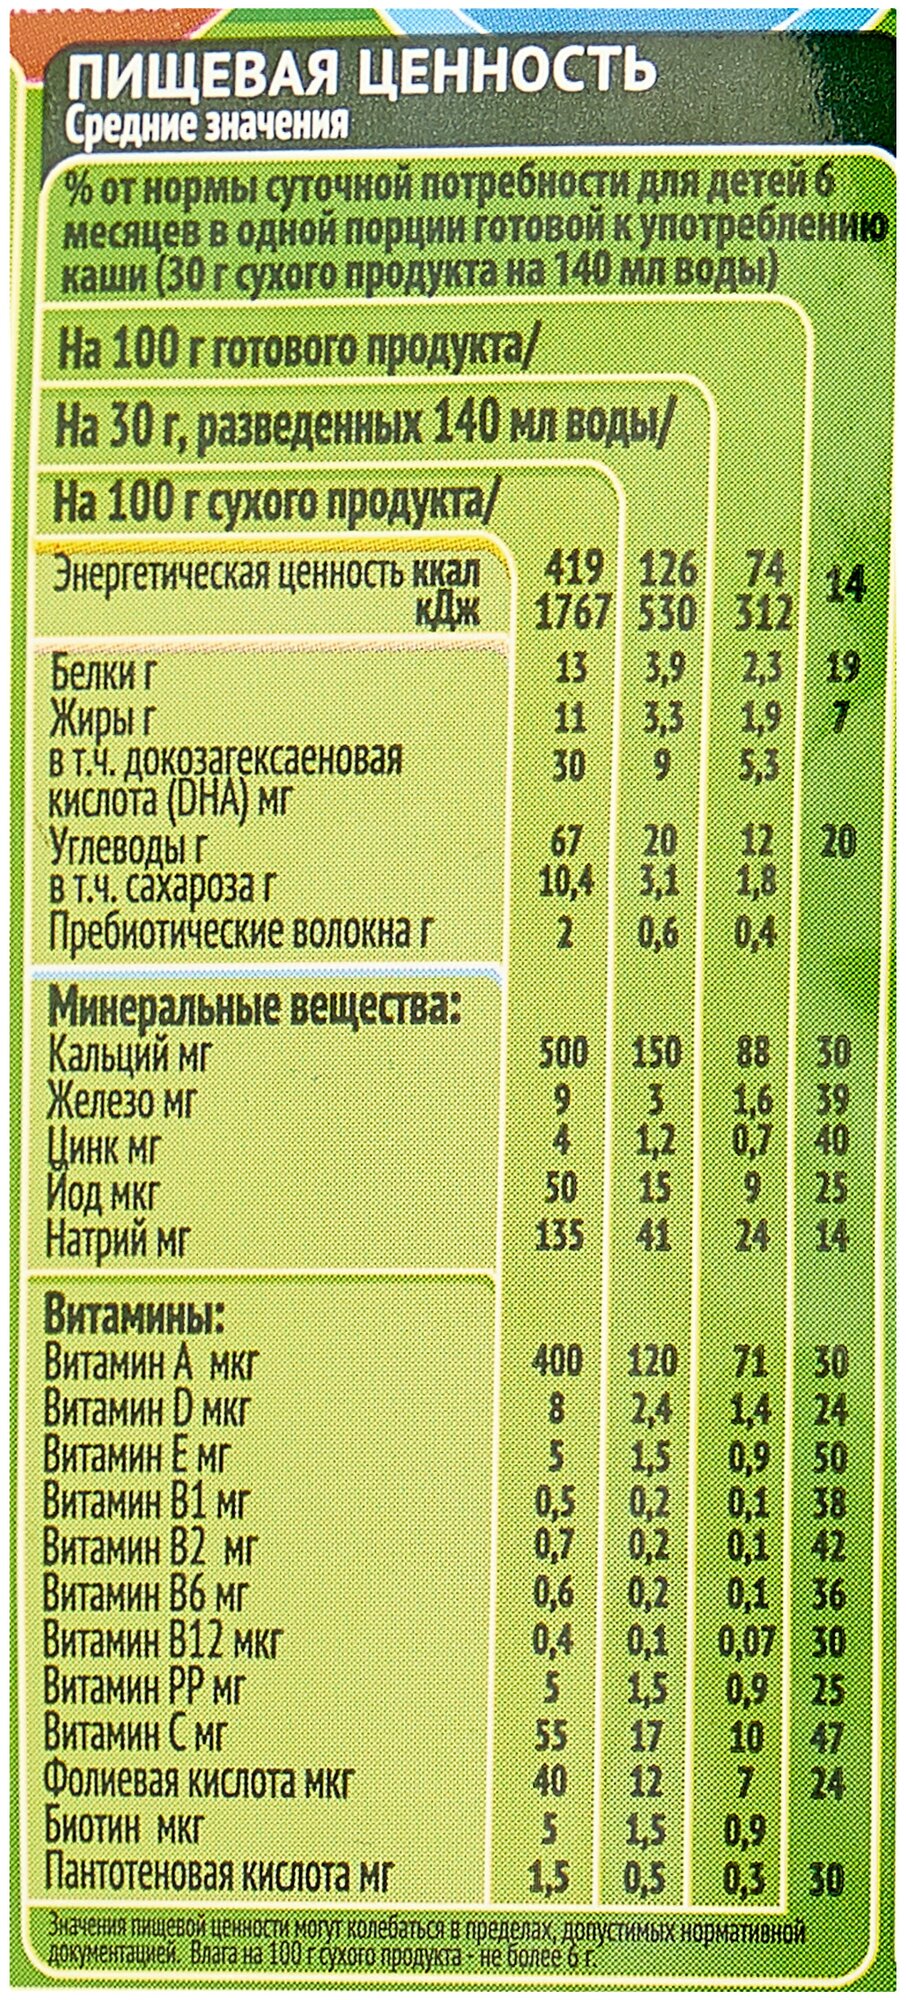 ПИЩЕВАЯ ЦЕННОСТЬ
Средние значения
% от нормы суточной потребности для детей 6
месяцев в одной порции готовой к употреблению
каши (30 г сухого продукта на 140 мл воды)
На 100 г готового продукта/
На 30 г, разведенных 140 мл воды/
На 100 г сухого продукта/
Энергетическая ценность ккал 419 126 74 14
кДж 1767 530 312
Белки г 13 3,9 2,3 19
Жиры г 11 3,3 1,9 7
в т.ч. докозагексаеновая 30 9 5,3
кислота (DHA) мг
Углеводы г 67 20 12 20
в т.ч. сахароза г 10,4 3,1 1,8
Пребиотические волокна г 2 0,6 0,4
Минеральные вещества:
Кальций мг 500 150 88 30
Железо мг 9 3 1,6 39
Цинк мг 4 1,2 0,7 40
Йод мкг 50 15 9 25
Натрий мг 135 41 24 14
Витамины:
Витамин А мкг 400 120 71 30
Витамин D мкг 8 2,4 1,4 24
Витамин Е мг 5 1,5 0,9 50
Витамин В1 мг 0,5 0,2 0,1 38
Витамин В2 мг 0,7 0,2 0,1 42
Витамин В6 мг 0,6 0,2 0,1 36
Витамин В12 мкг 0,4 0,1 0,07 30
Витамин РР мг 5 1,5 0,9 25
Витамин С мг 55 17 10 47
Фолиевая кислота мкг 40 12 7 24
Биотин мкг 5 1,5 0,9
Пантотеновая кислота мг 1,5 0,5 0,3 30
Значения пищевой ценности могут колебаться в пределах, допустимых нормативной
документацией. Влага на 100 г сухого продукта - не более 6 г.